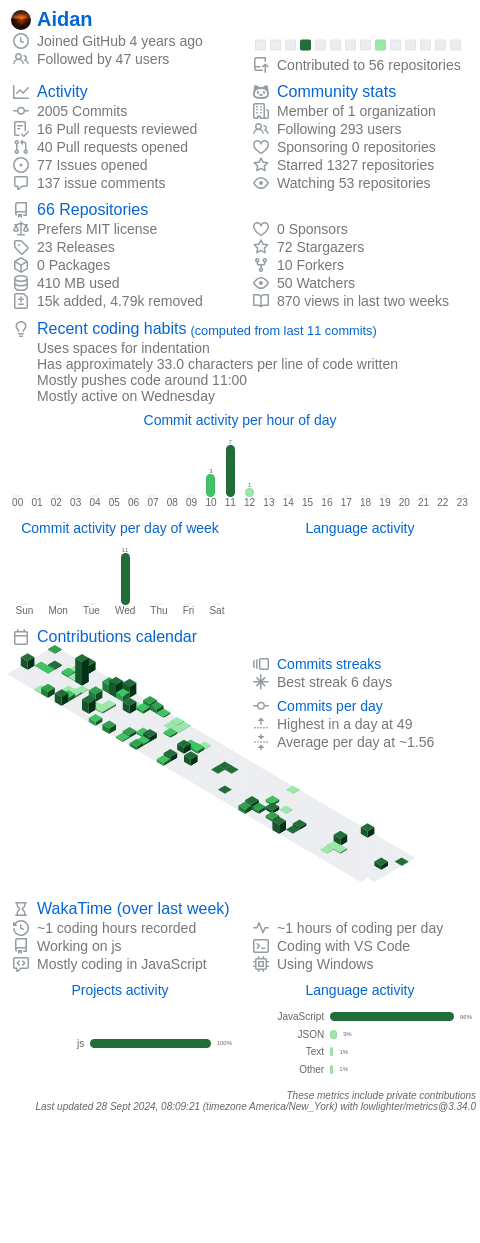 Aidan
Joined GitHub 4 years ago
Followed by 47 users
Contributed to 56 repositories
Activity
2005 Commits
16 Pull requests reviewed
40 Pull requests opened
77 Issues opened
137 issue comments
Community stats
Member of 1 organization
Following 293 users
Sponsoring 0 repositories
Starred 1327 repositories
Watching 53 repositories
66 Repositories
Prefers MIT license
23 Releases
0 Packages
410 MB used
15k added, 4.79k removed
0 Sponsors
72 Stargazers
10 Forkers
50 Watchers
870 views in last two weeks
Recent coding habits (computed from last 11 commits)
Uses spaces for indentation
Has approximately 33.0 characters per line of code written
Mostly pushes code around 11:00
Mostly active on Wednesday
Commit activity per hour of day
3 7 1
00 01 02 03 04 05 06 07 08 09 10 11 12 13 14 15 16 17 18 19 20 21 22 23
Commit activity per day of week
11
Sun Mon Tue Wed Thu Fri Sat
Language activity
Contributions calendar
Commits streaks
Best streak 6 days
Commits per day
Highest in a day at 49
Average per day at ~1.56
WakaTime (over last week)
~1 coding hours recorded
Working on js
Mostly coding in JavaScript
~1 hours of coding per day
Coding with VS Code
Using Windows
Projects activity
js 100%
Language activity
JavaScript 96%
JSON 3%
Text 1%
Other 1%
These metrics include private contributions
Last updated 28 Sept 2024, 08:09:21 (timezone America/New_York) with lowlighter/metrics@3.34.0